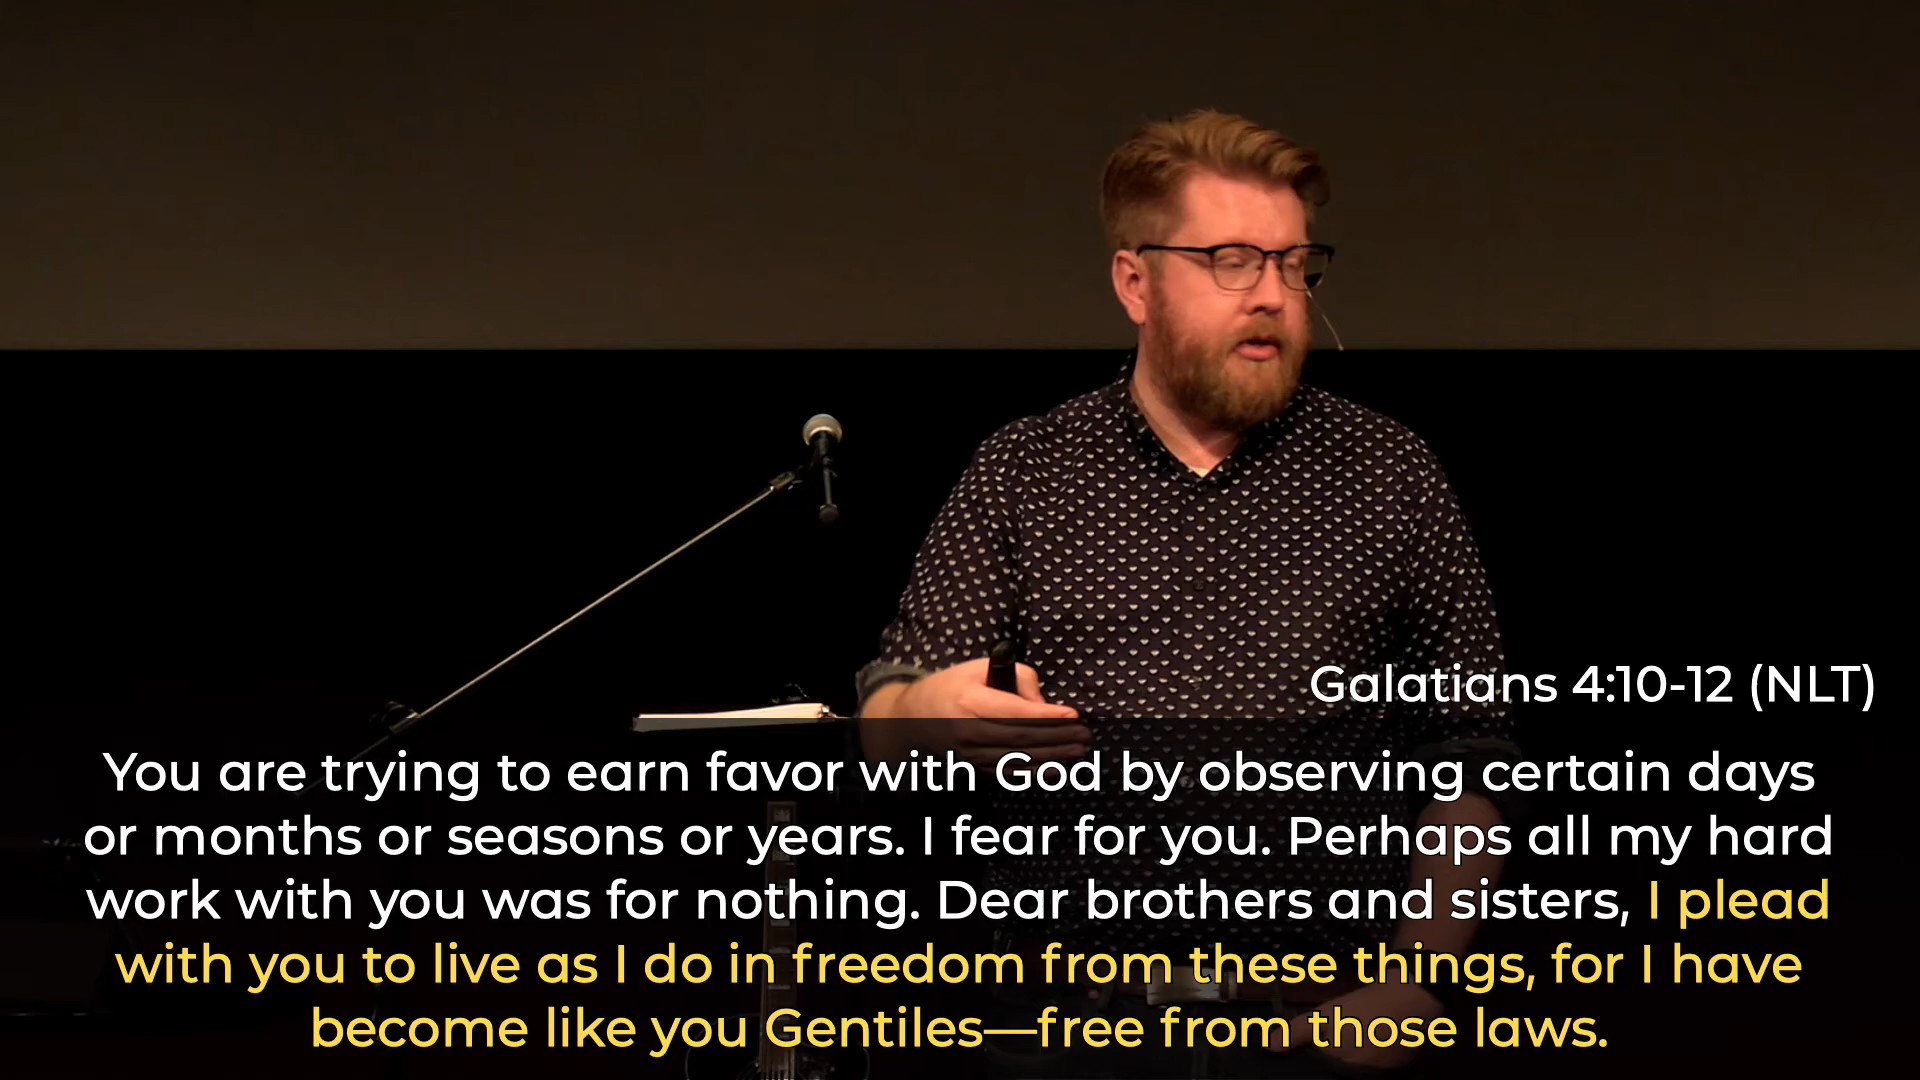 Galatians 4:10-12 (NLT)
You are trying to earn favor with God by observing certain days
or months or seasons or years. I fear for you. Perhaps all my hard
work with you was for nothing. Dear brothers and sisters, I plead
with you to live as I do in freedom from these things, for I have
become like you Gentiles—free from those laws.